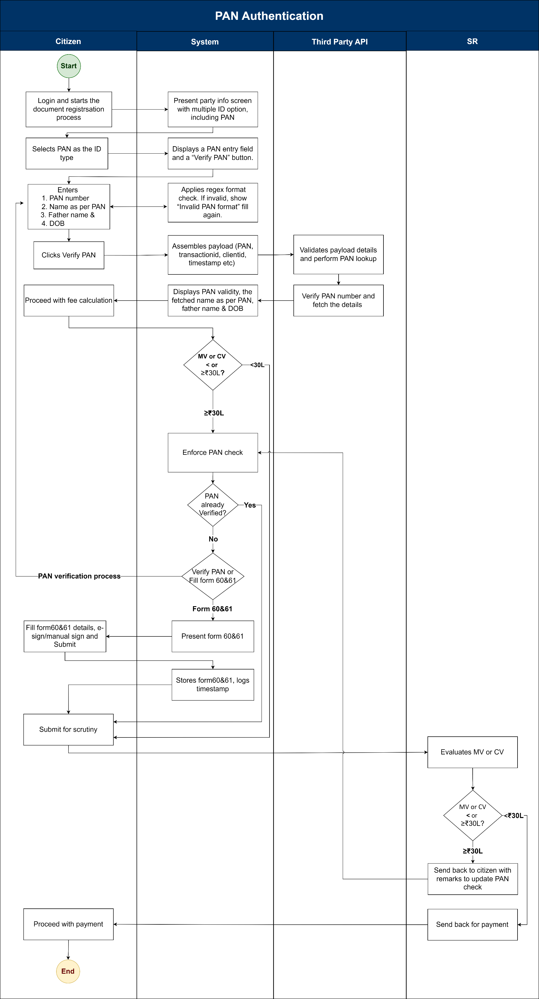 PAN Authentication
Citizen
System
Third Party API
SR
Start
Login and starts the
document registrsation
process
Present party info screen
with multiple ID option,
including PAN
Selects PAN as the ID
type
Displays a PAN entry field
and a “Verify PAN” button.
Enters
1. PAN number
2. Name as per PAN
3. Father name &
4. DOB
Applies regex format
check. If invalid, show
“Invalid PAN format” fill
again.
Clicks Verify PAN
Assembles payload (PAN,
transactionid, clientid,
timestamp etc)
Validates payload details
and perform PAN lookup
Proceed with fee calculation
Displays PAN validity, the
fetched name as per PAN,
father name & DOB
Verify PAN number and
fetch the details
MV or CV
< or
≥₹30L?
<30L
≥₹30L
Enforce PAN check
PAN
already
Verified?
Yes
No
Verify PAN or
Fill form 60&61
PAN verification process
Form 60&61
Fill form60&61 details, e-
sign/manual sign and
Submit
Present form 60&61
Stores form60&61, logs
timestamp
Submit for scrutiny
Evaluates MV or CV
MV or CV
< or
≥₹30L?
<₹30L
≥₹30L
Send back to citizen with
remarks to update PAN
check
Proceed with payment
Send back for payment
End